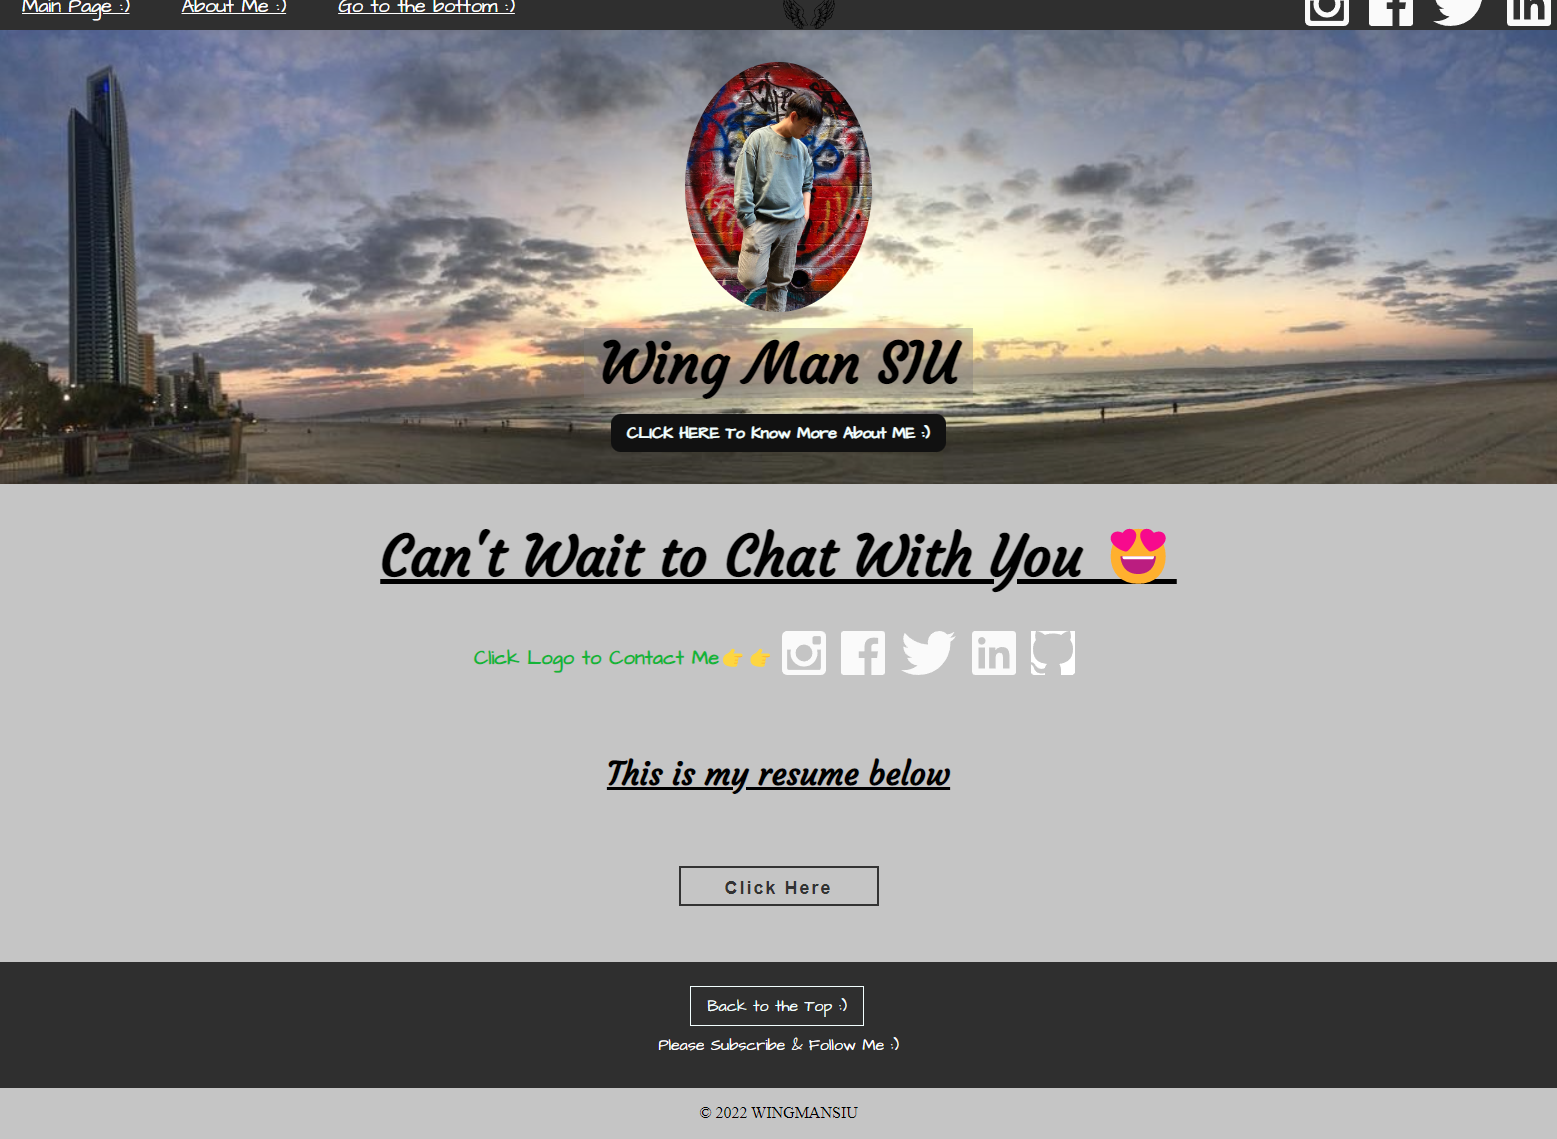 Main Page :) About Me :) Go to the bottom :)
Wing Man SIU
CLICK HERE To Know More About ME :)
Can't Wait to Chat With You 😍
Click Logo to Contact Me👉👉
This is my resume below
Click Here
Back to the Top :)
Please Subscribe & Follow Me :)
© 2022 WINGMANSIU